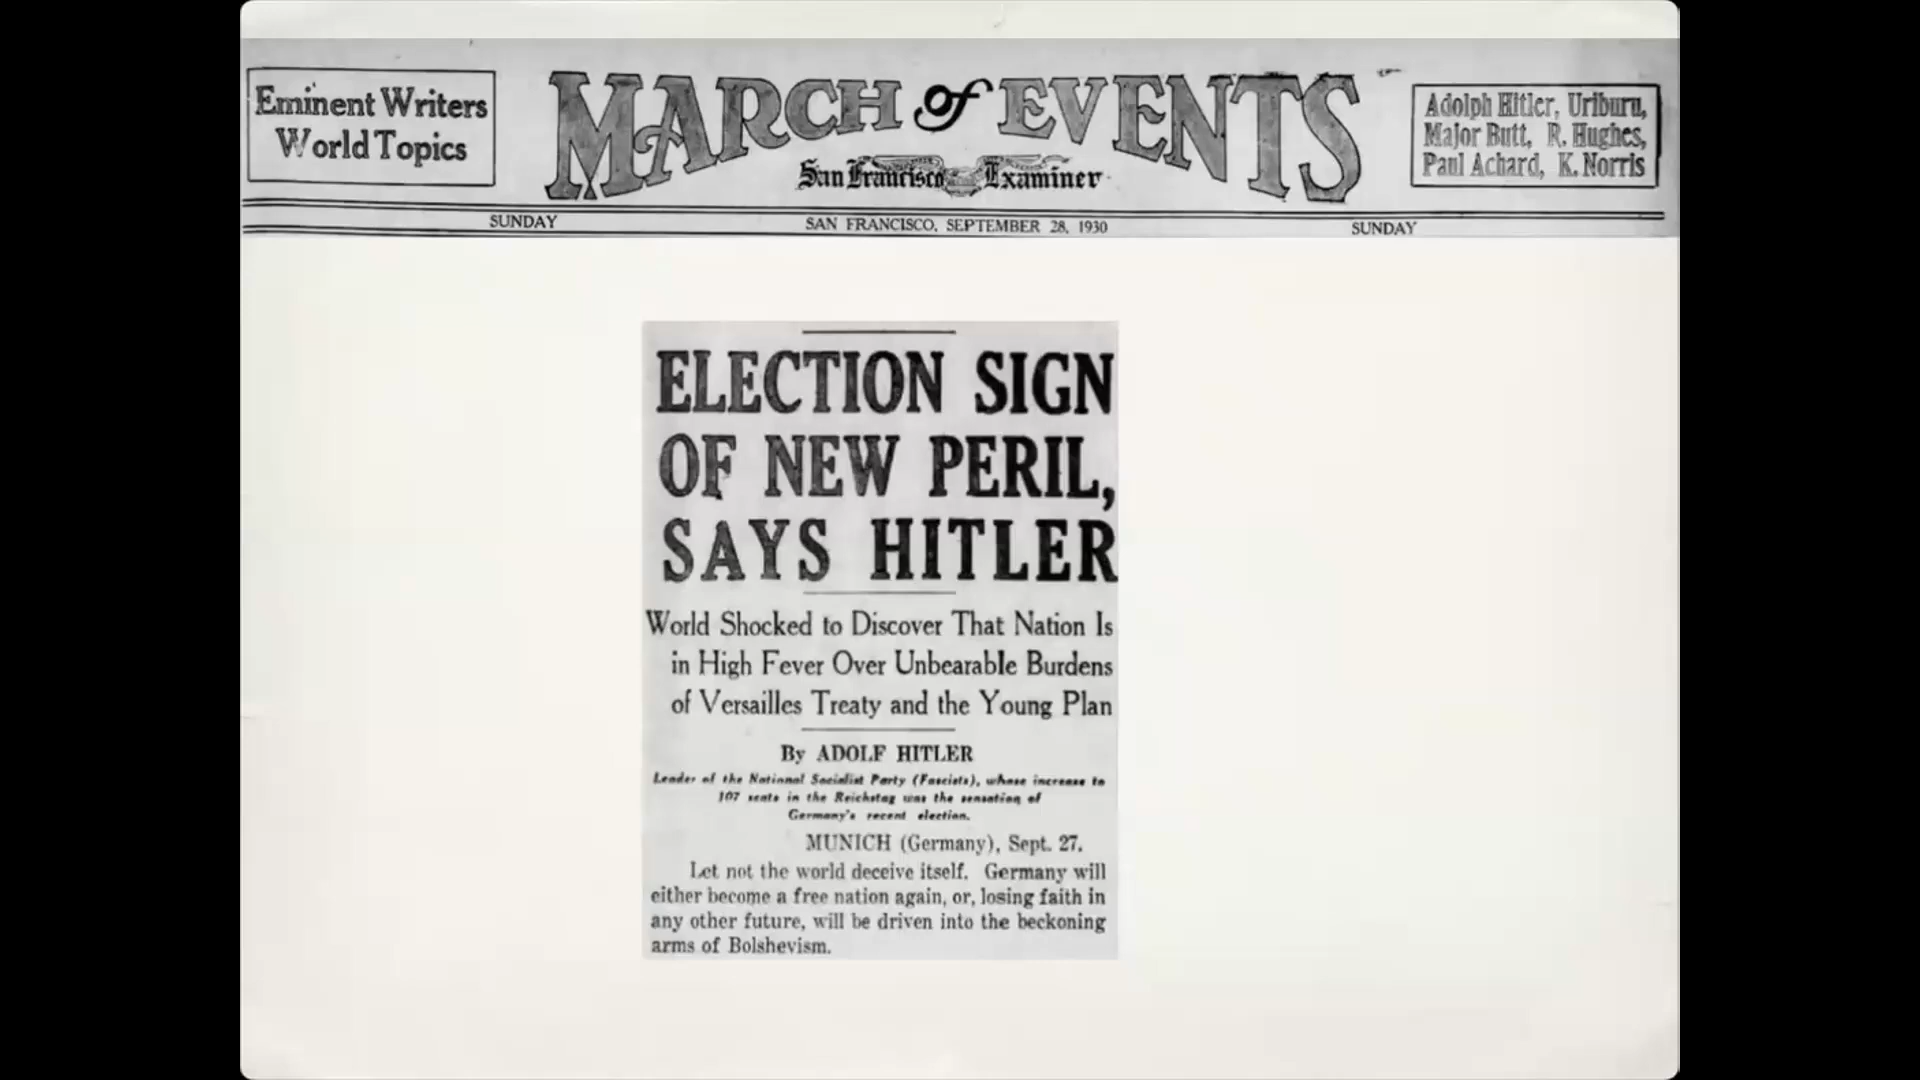 Eminent Writers
World Topics
MARCH of EVENTS
San Francisco Examiner
Adolph Hitler, Uriburu,
Major Butt, R. Hughes,
Paul Achard, K. Norris
SUNDAY
SAN FRANCISCO, SEPTEMBER 28, 1930
SUNDAY
ELECTION SIGN
OF NEW PERIL,
SAYS HITLER
World Shocked to Discover That Nation Is
in High Fever Over Unbearable Burdens
of Versailles Treaty and the Young Plan
By ADOLF HITLER
Leader of the National Socialist Party (Fascists), whose increase to
107 seats in the Reichstag was the sensation of
Germany's recent election.
MUNICH (Germany), Sept. 27.
Let not the world deceive itself. Germany will
either become a free nation again, or, losing faith in
any other future, will be driven into the beckoning
arms of Bolshevism.